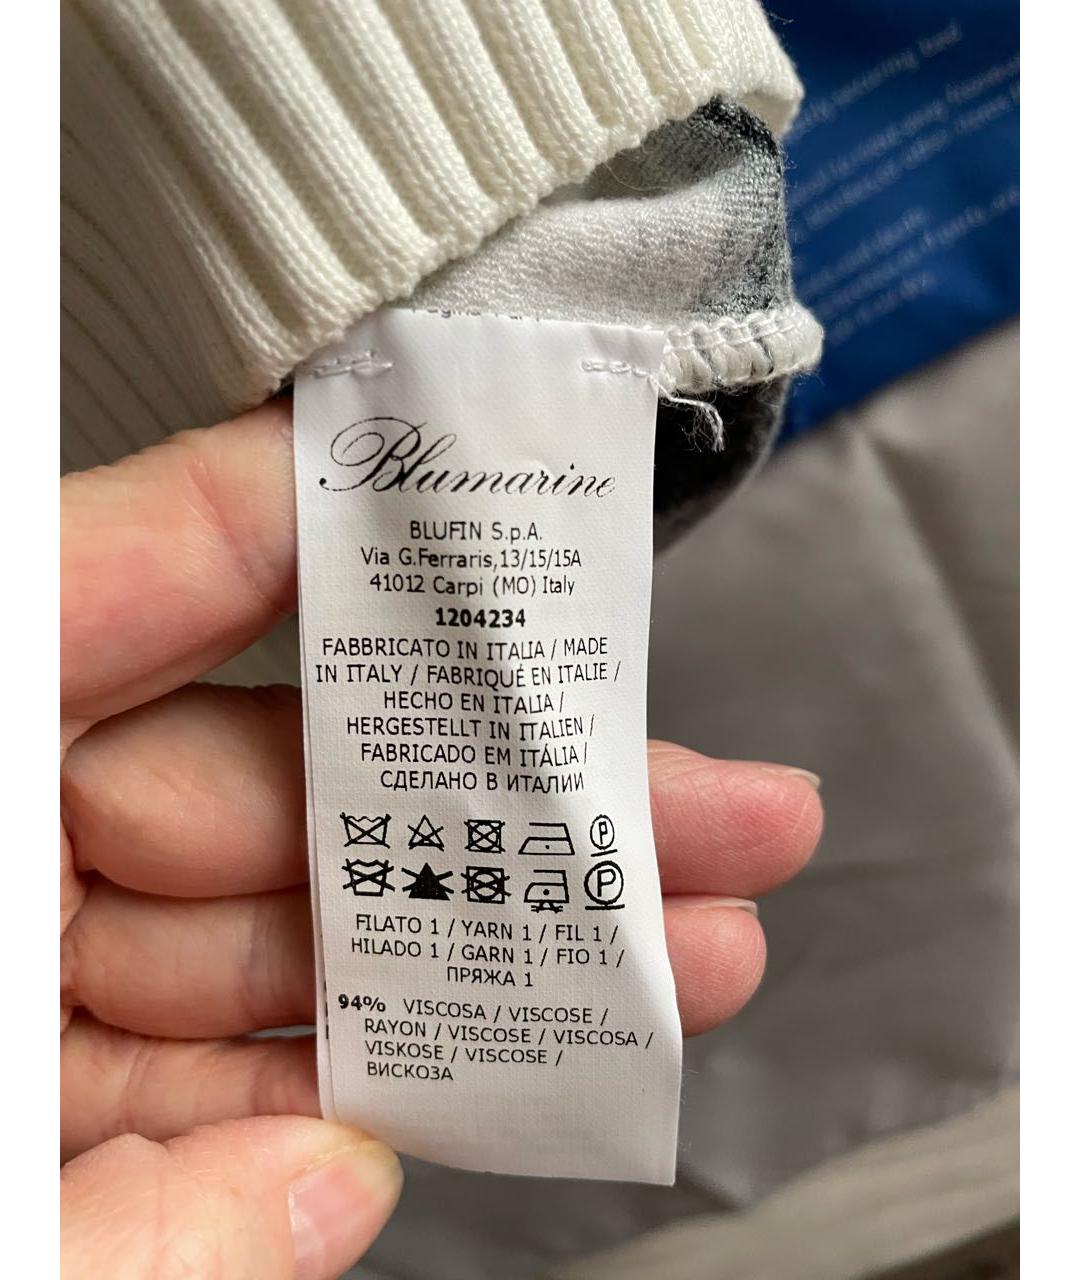 Blumarine
BLUFIN S.p.A.
Via G.Ferraris,13/15/15A
41012 Carpi (MO) Italy
1204234
FABBRICATO IN ITALIA / MADE
IN ITALY / FABRIQUÉ EN ITALIE /
HECHO EN ITALIA /
HERGESTELLT IN ITALIEN /
FABRICADO EM ITÁLIA /
СДЕЛАНО В ИТАЛИИ
P
P
FILATO 1 / YARN 1 / FIL 1 /
HILADO 1 / GARN 1 / FIO 1 /
ПРЯЖА 1
94% VISCOSA / VISCOSE /
RAYON / VISCOSE / VISCOSA /
VISKOSE / VISCOSE /
ВИСКОЗА